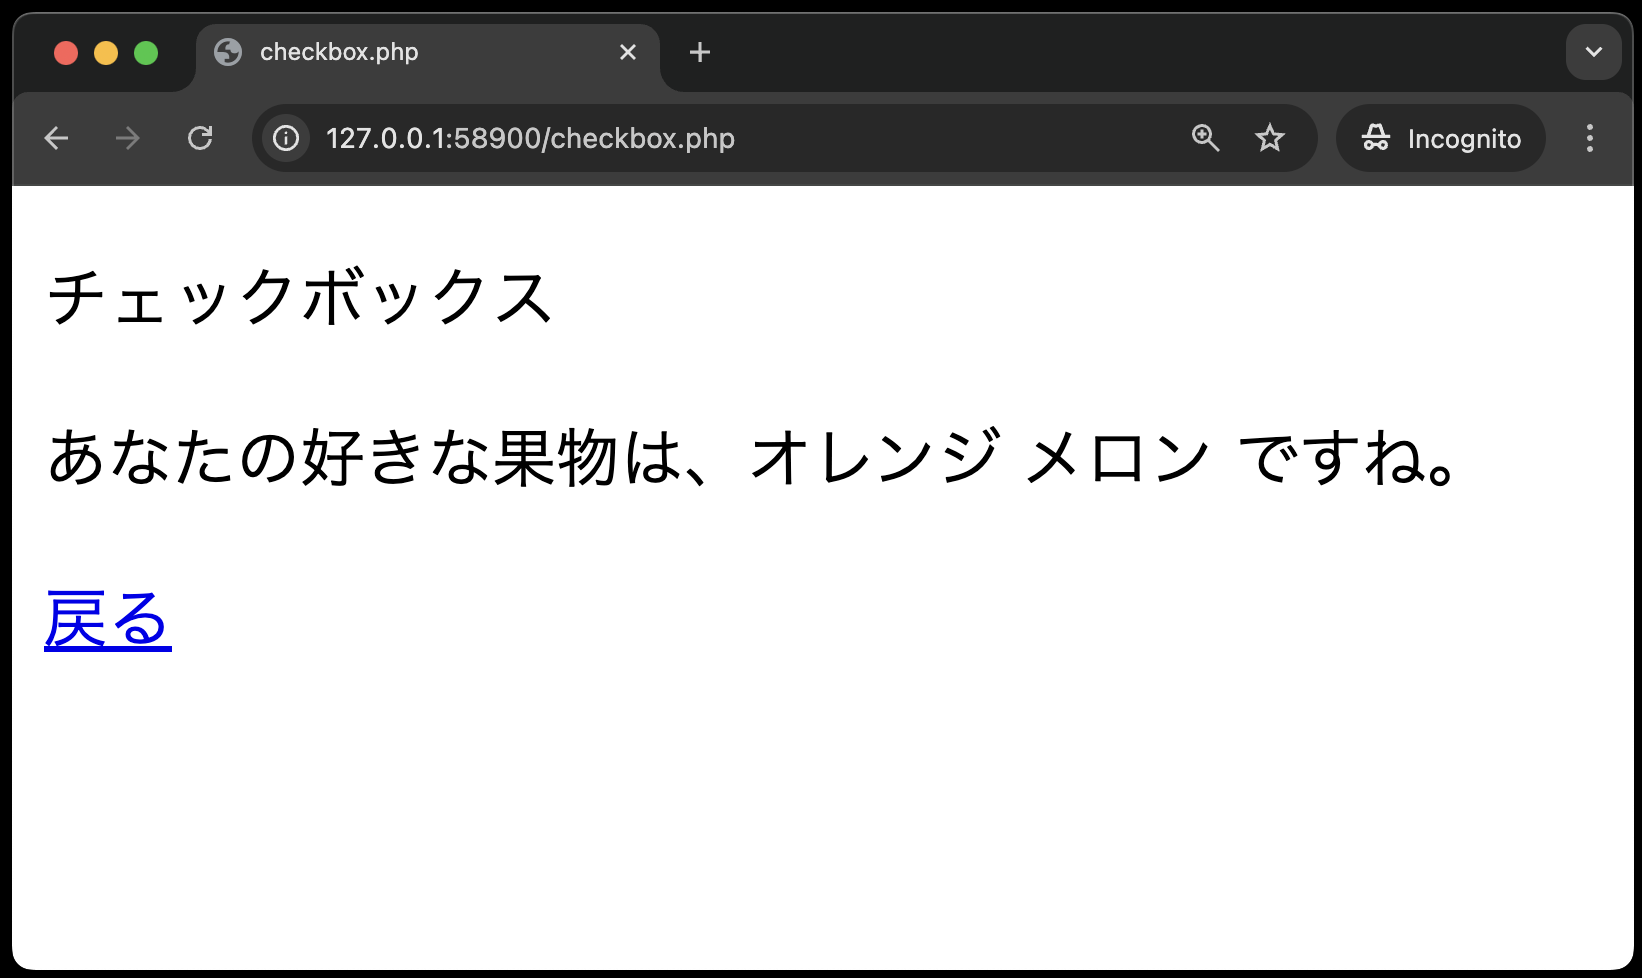 checkbox.php
127.0.0.1:58900/checkbox.php
Incognito
チェックボックス
あなたの好きな果物は、オレンジ メロン ですね。
戻る